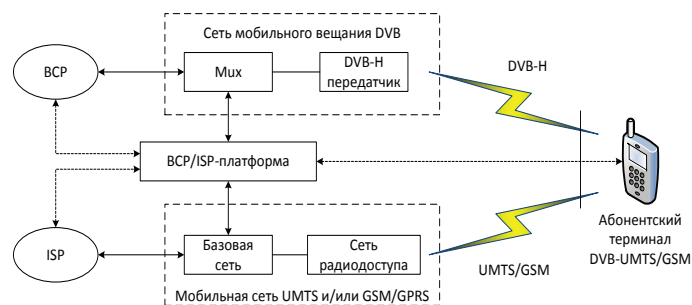 Сеть мобильного вещания DVB
BCP
Mux
DVB-H
передатчик
DVB-H
BCP/ISP-платформа
ISP
Базовая
сеть
Сеть
радиодоступа
UMTS/GSM
Абонентский
терминал
DVB-UMTS/GSM
Мобильная сеть UMTS и/или GSM/GPRS